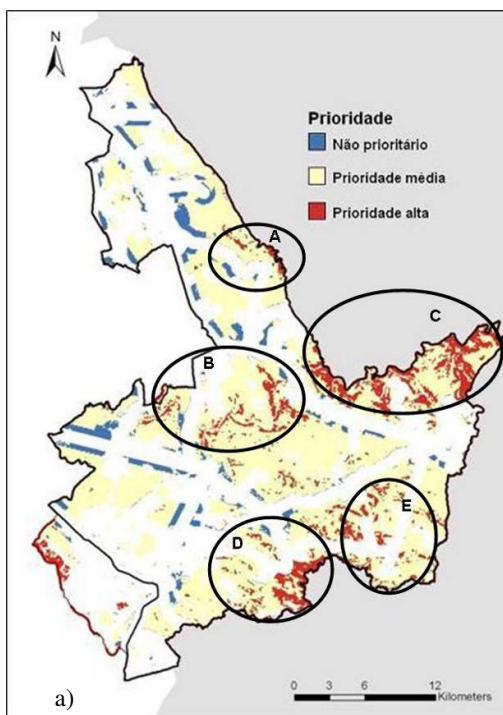 N
Prioridade
Não prioritário
Prioridade média
Prioridade alta
A
C
B
E
D
a)
0 3 6 12
Kilometers